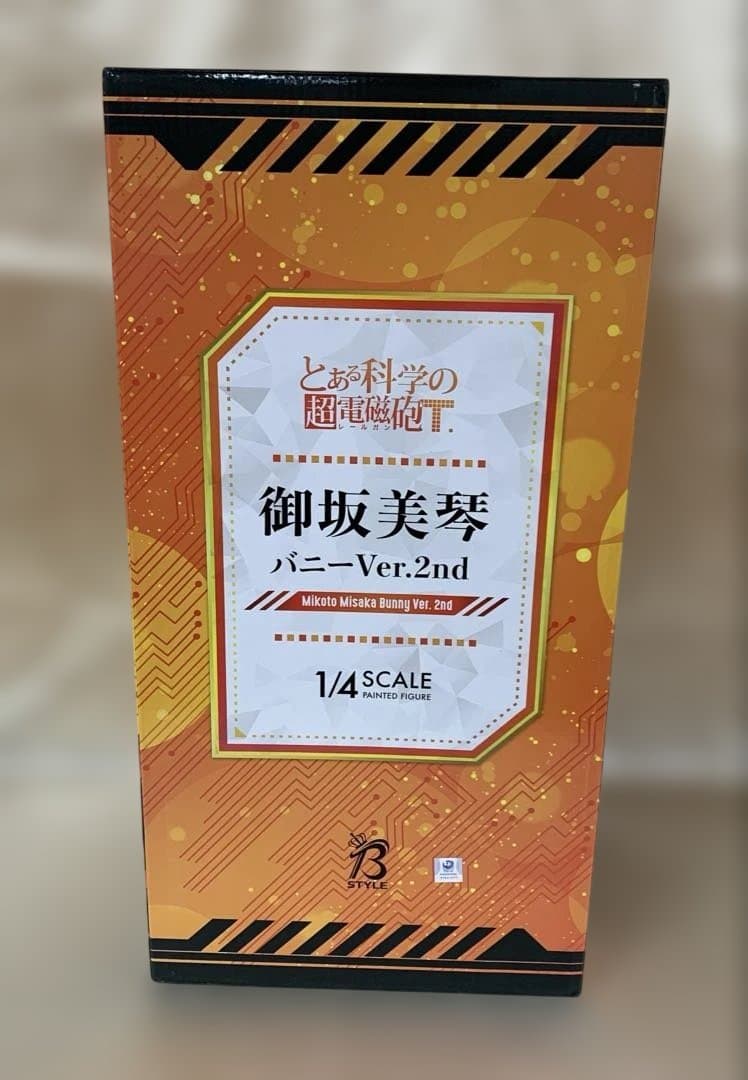 とある科学の
超電磁砲T.
レールガン
御坂美琴
バニーVer.2nd
Mikoto Misaka Bunny Ver. 2nd
1/4 SCALE
PAINTED FIGURE
B
STYLE